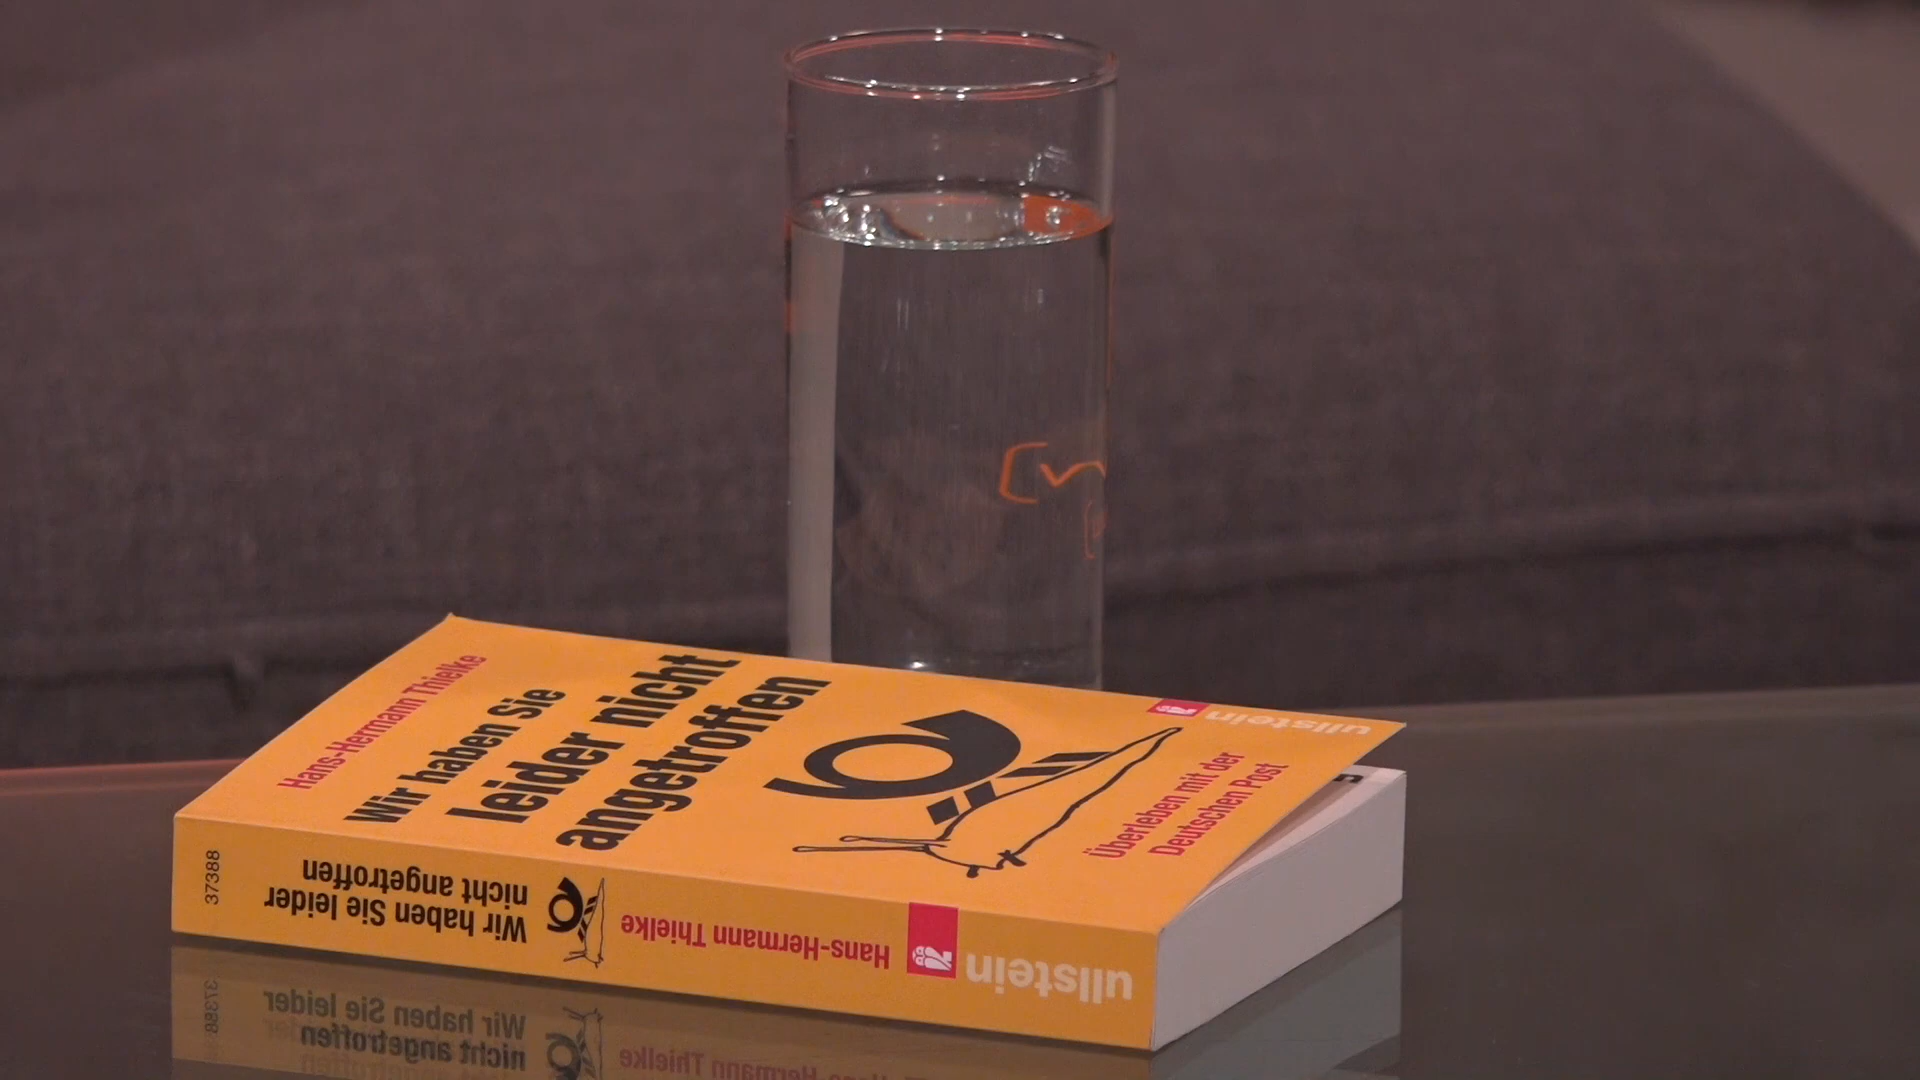 Hans-Hermann Thielke
Wir haben Sie
leider nicht
angetroffen
Überleben mit der
Deutschen Post
ullstein
37388
Wir haben Sie leider
nicht angetroffen
Hans-Hermann Thielke
ullstein